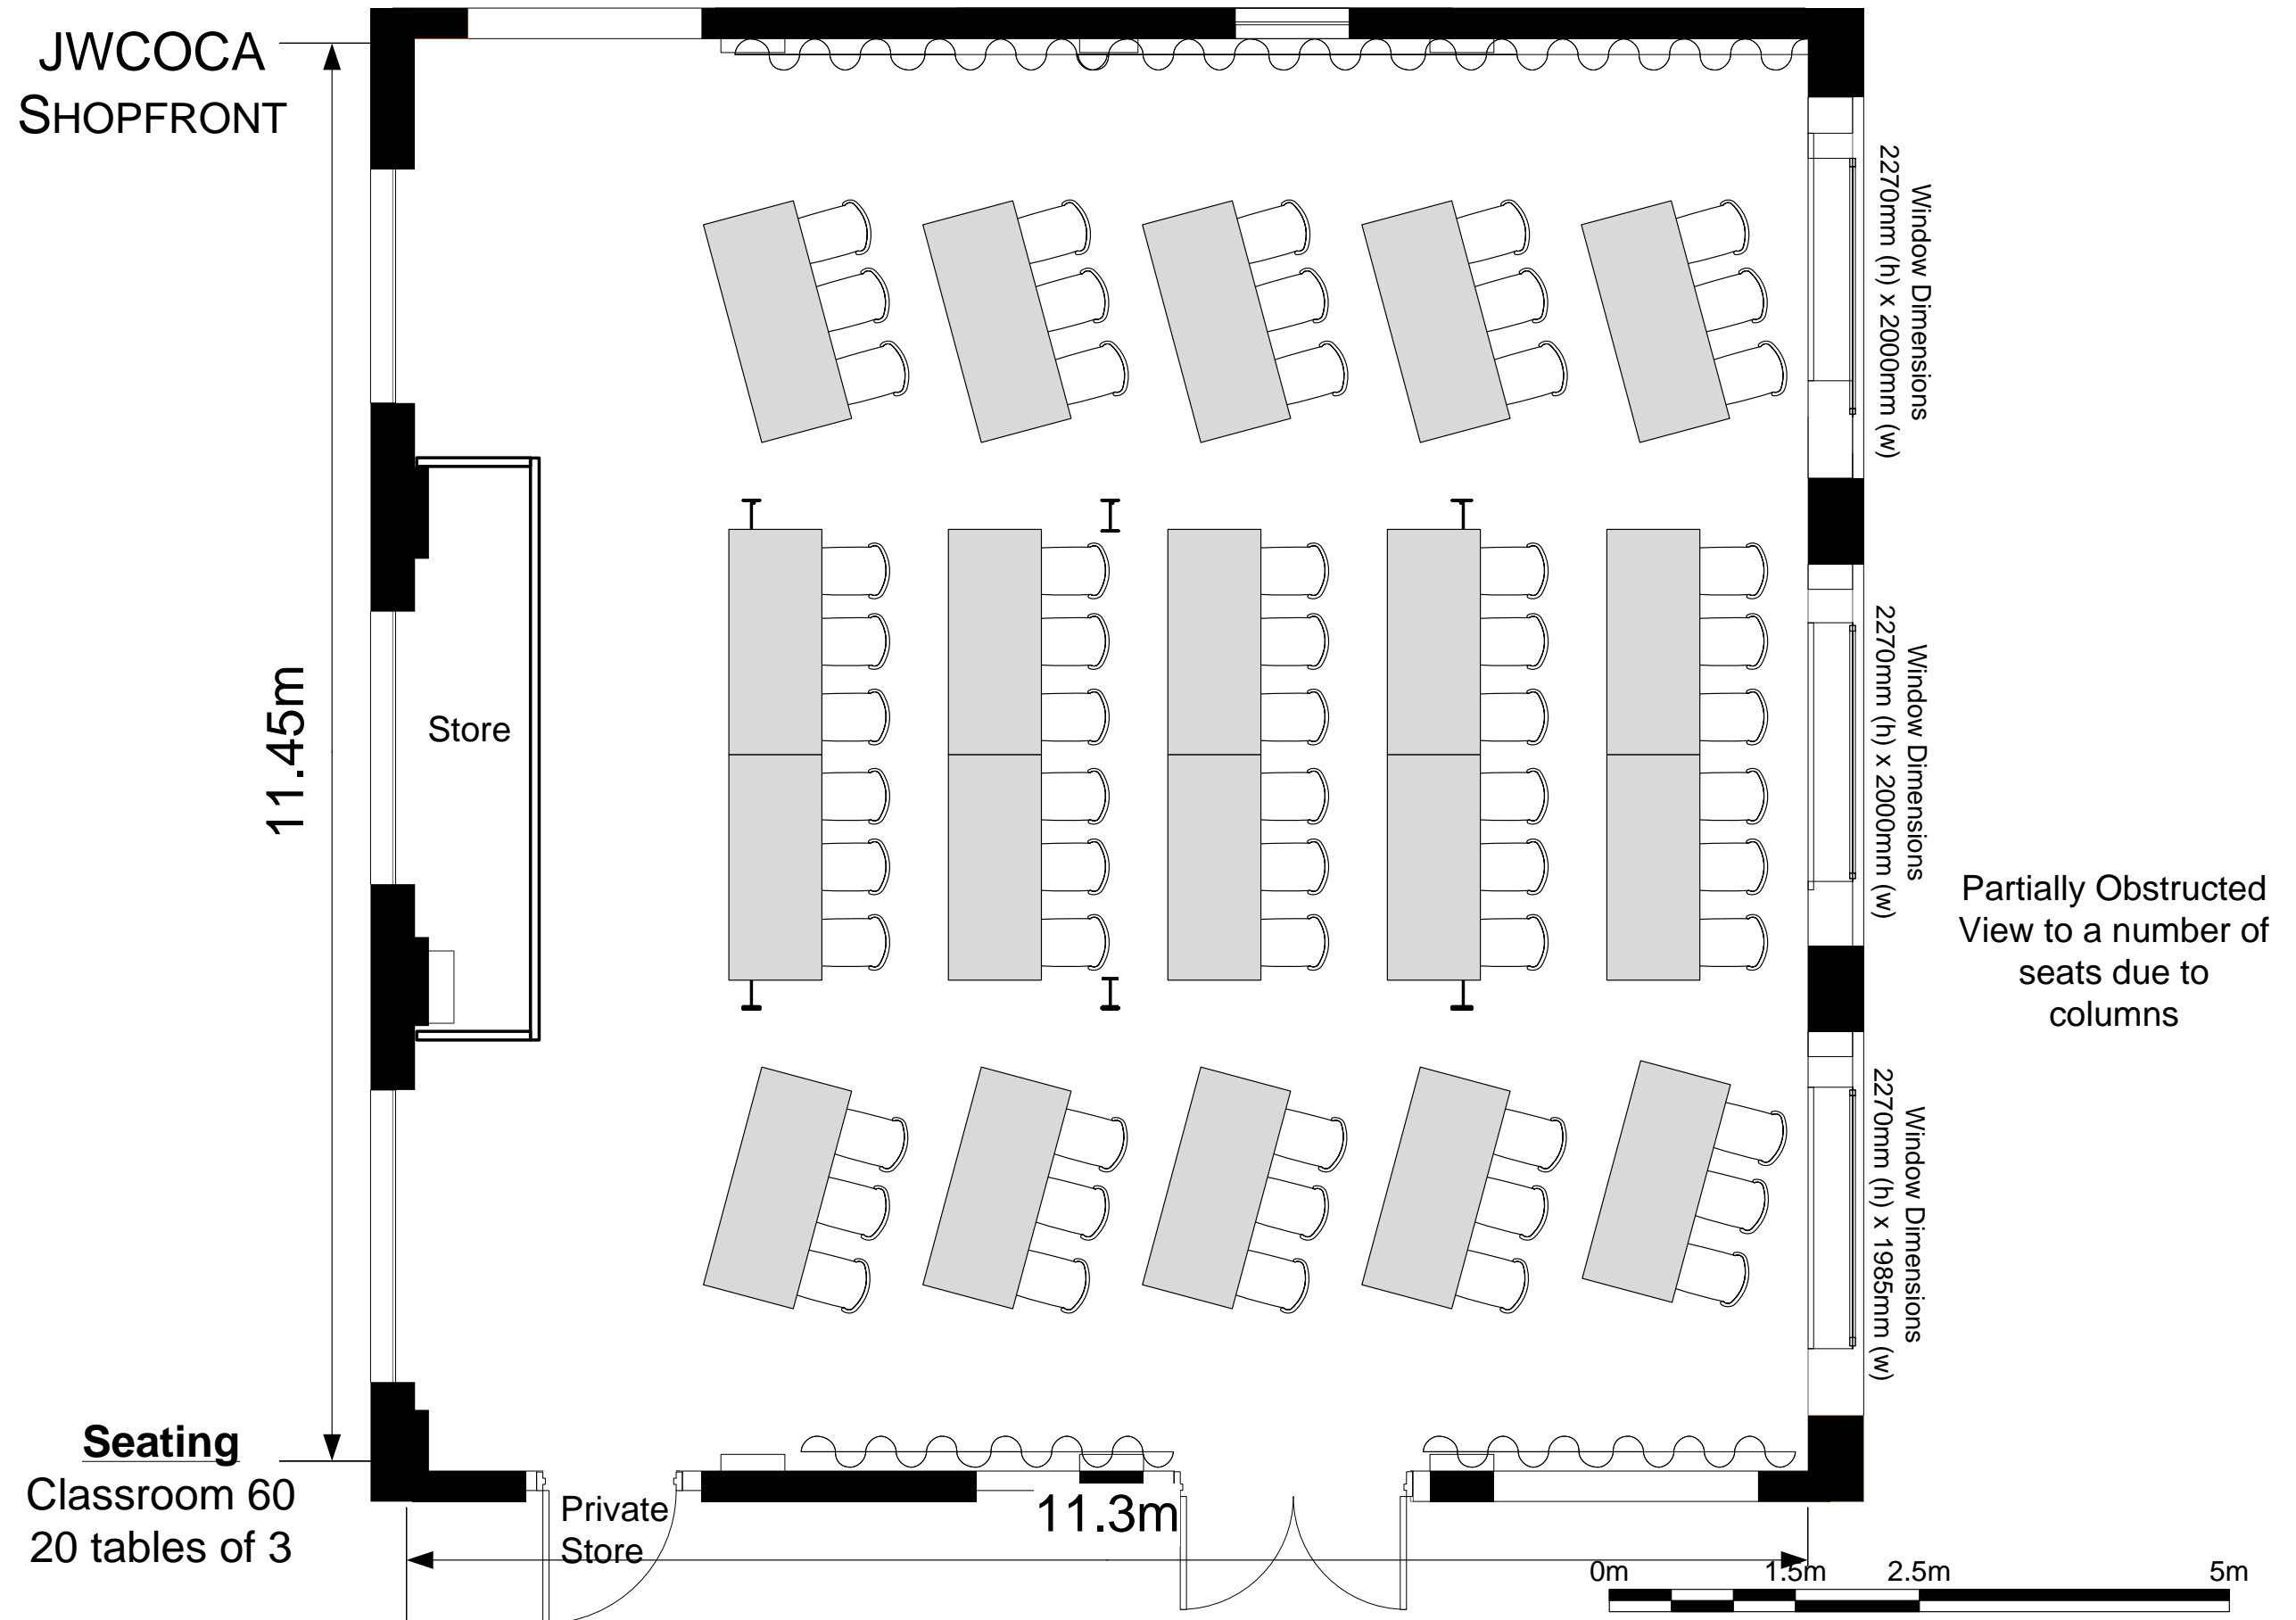 JWCOCA
SHOPFRONT
Window Dimensions
2270mm (h) x 2000mm (w)
11.45m
Store
Window Dimensions
2270mm (h) x 2000mm (w)
Partially Obstructed
View to a number of
seats due to
columns
Window Dimensions
2270mm (h) x 1985mm (w)
Seating
Classroom 60
20 tables of 3
Private
Store
11.3m
0m 1.5m 2.5m 5m